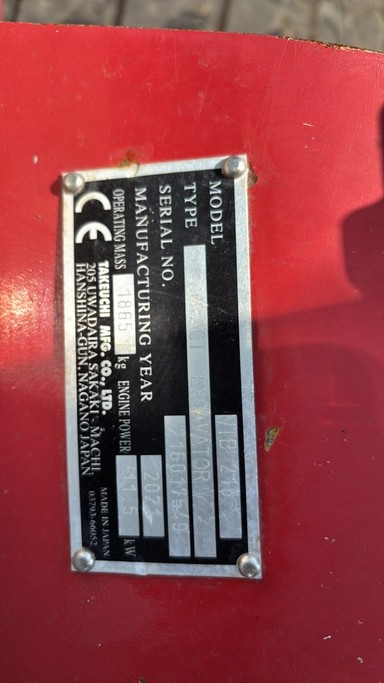 MODEL TB 216
TYPE
SERIAL NO.
MANUFACTURING YEAR 2021
OPERATING MASS 1865 kg ENGINE POWER 11.5 kW
CE TAKEUCHI MFG. CO., LTD.
205 UWADAIRA SAKAKI-MACHI,
HANSHINA-GUN, NAGANO JAPAN
MADE IN JAPAN
03793-66052